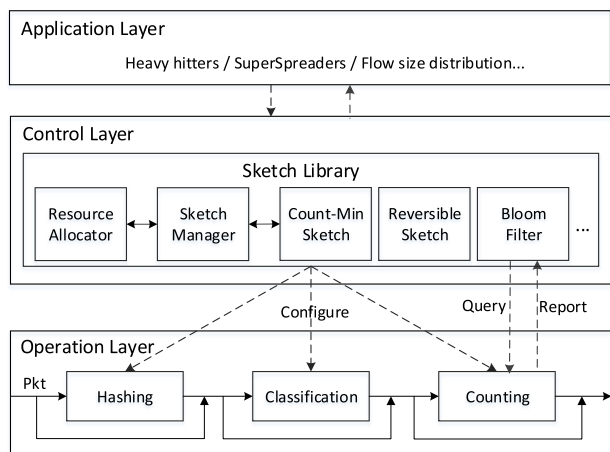 Application Layer
Heavy hitters / SuperSpreaders / Flow size distribution...
Control Layer
Sketch Library
Resource
Allocator
Sketch
Manager
Count-Min
Sketch
Reversible
Sketch
Bloom
Filter
...
Configure
Query
Report
Operation Layer
Pkt
Hashing
Classification
Counting